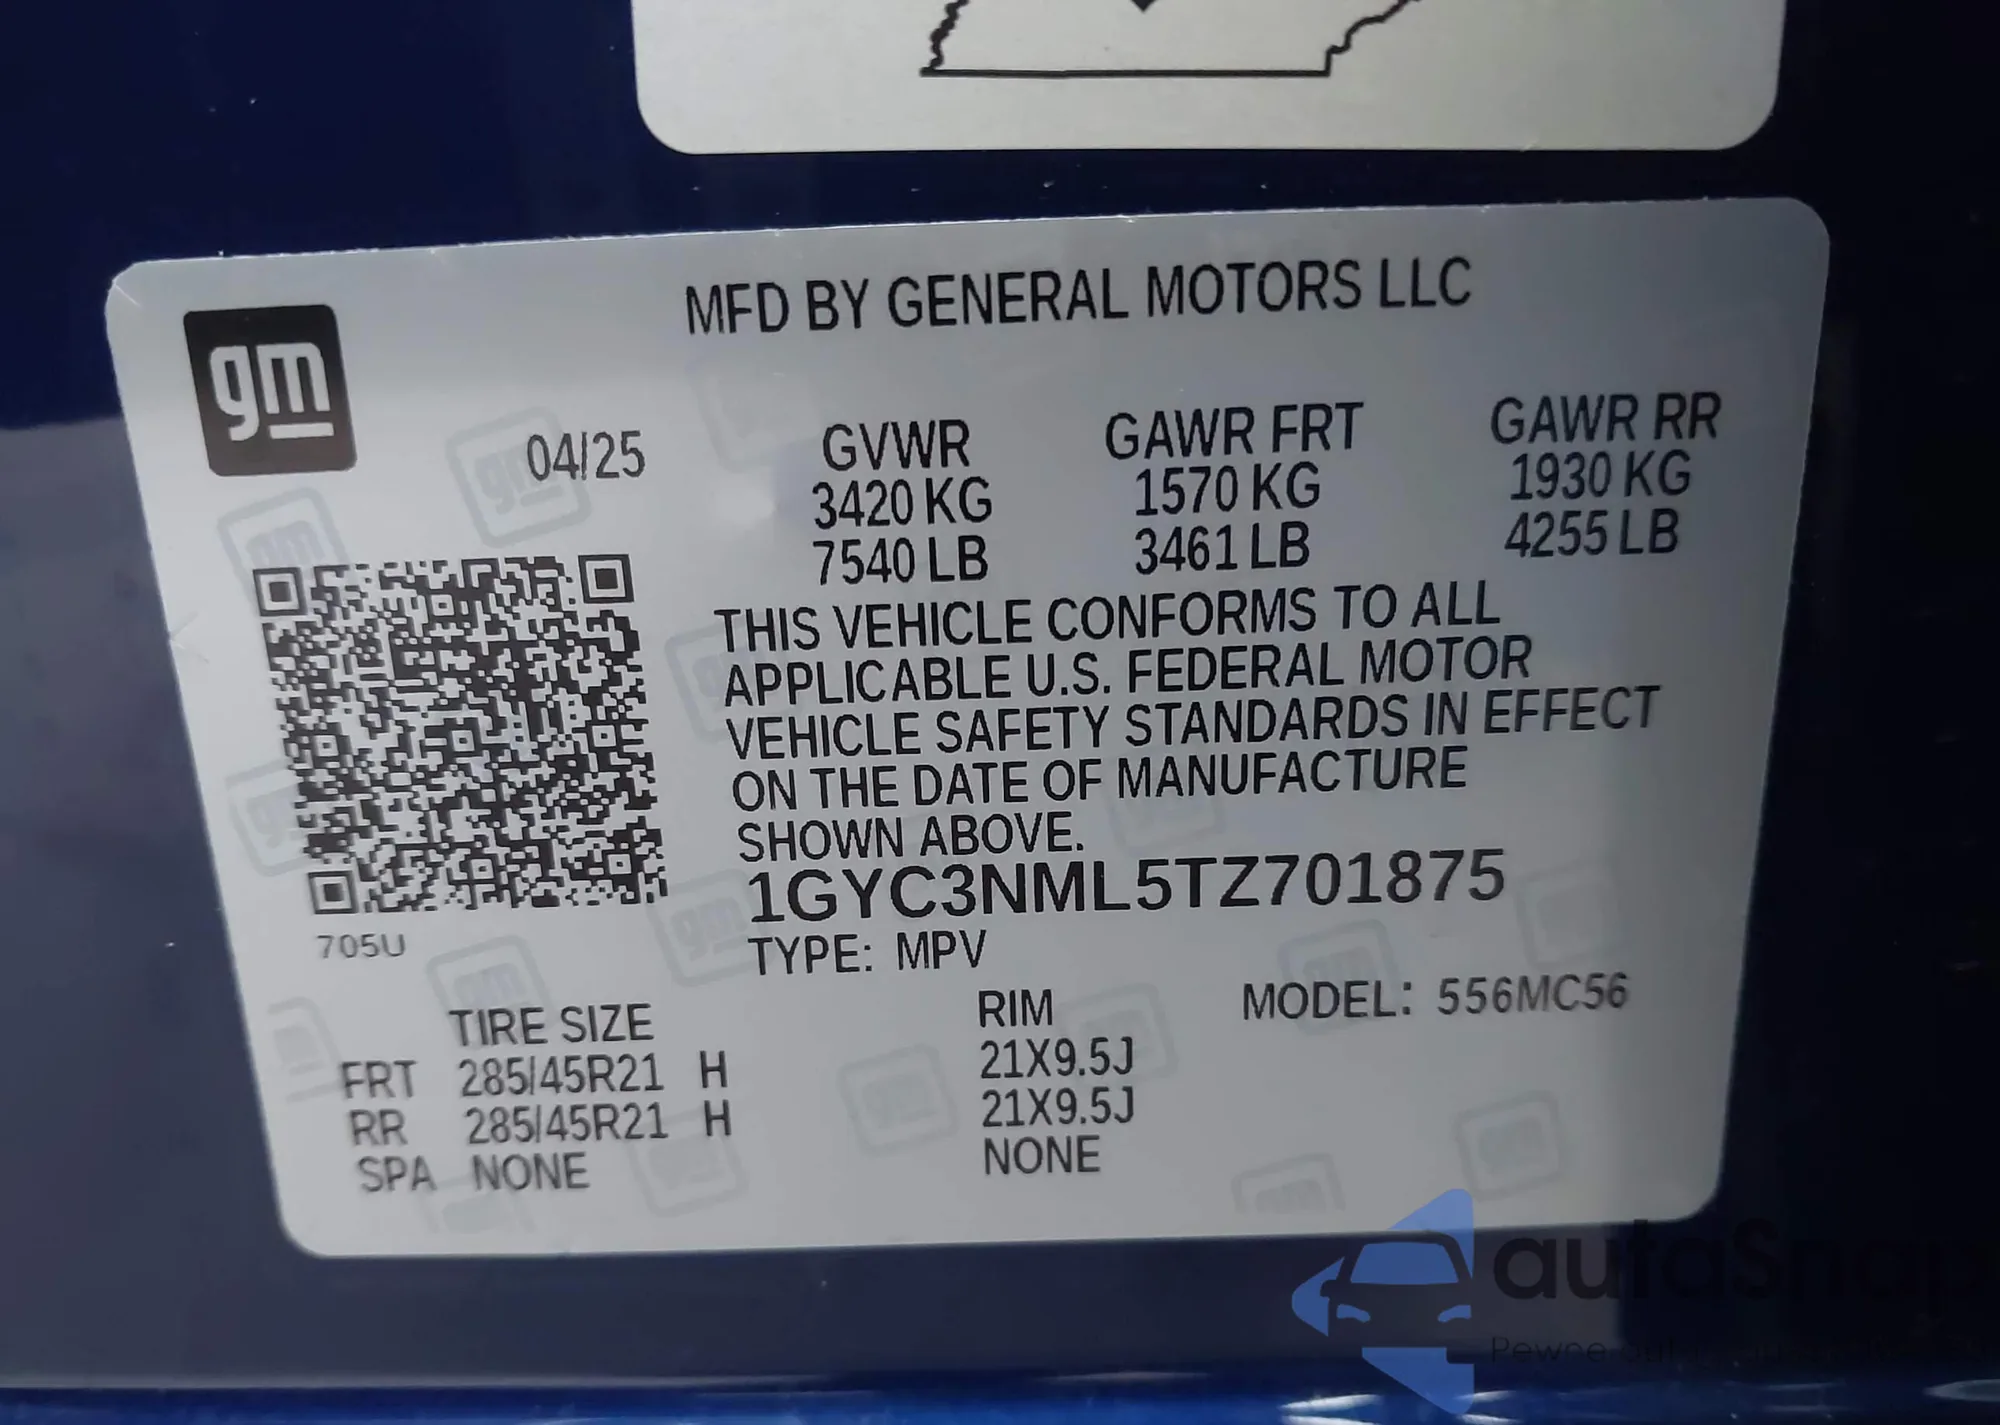 MFD BY GENERAL MOTORS LLC
gm
04/25
GVWR GAWR FRT GAWR RR
3420 KG 1570 KG 1930 KG
7540 LB 3461 LB 4255 LB
THIS VEHICLE CONFORMS TO ALL
APPLICABLE U.S. FEDERAL MOTOR
VEHICLE SAFETY STANDARDS IN EFFECT
ON THE DATE OF MANUFACTURE
SHOWN ABOVE.
1GYC3NML5TZ701875
705U
TYPE: MPV
MODEL: 556MC56
TIRE SIZE RIM
FRT 285/45R21 H 21X9.5J
RR 285/45R21 H 21X9.5J
SPA NONE NONE
autaSnap
Pewne auta